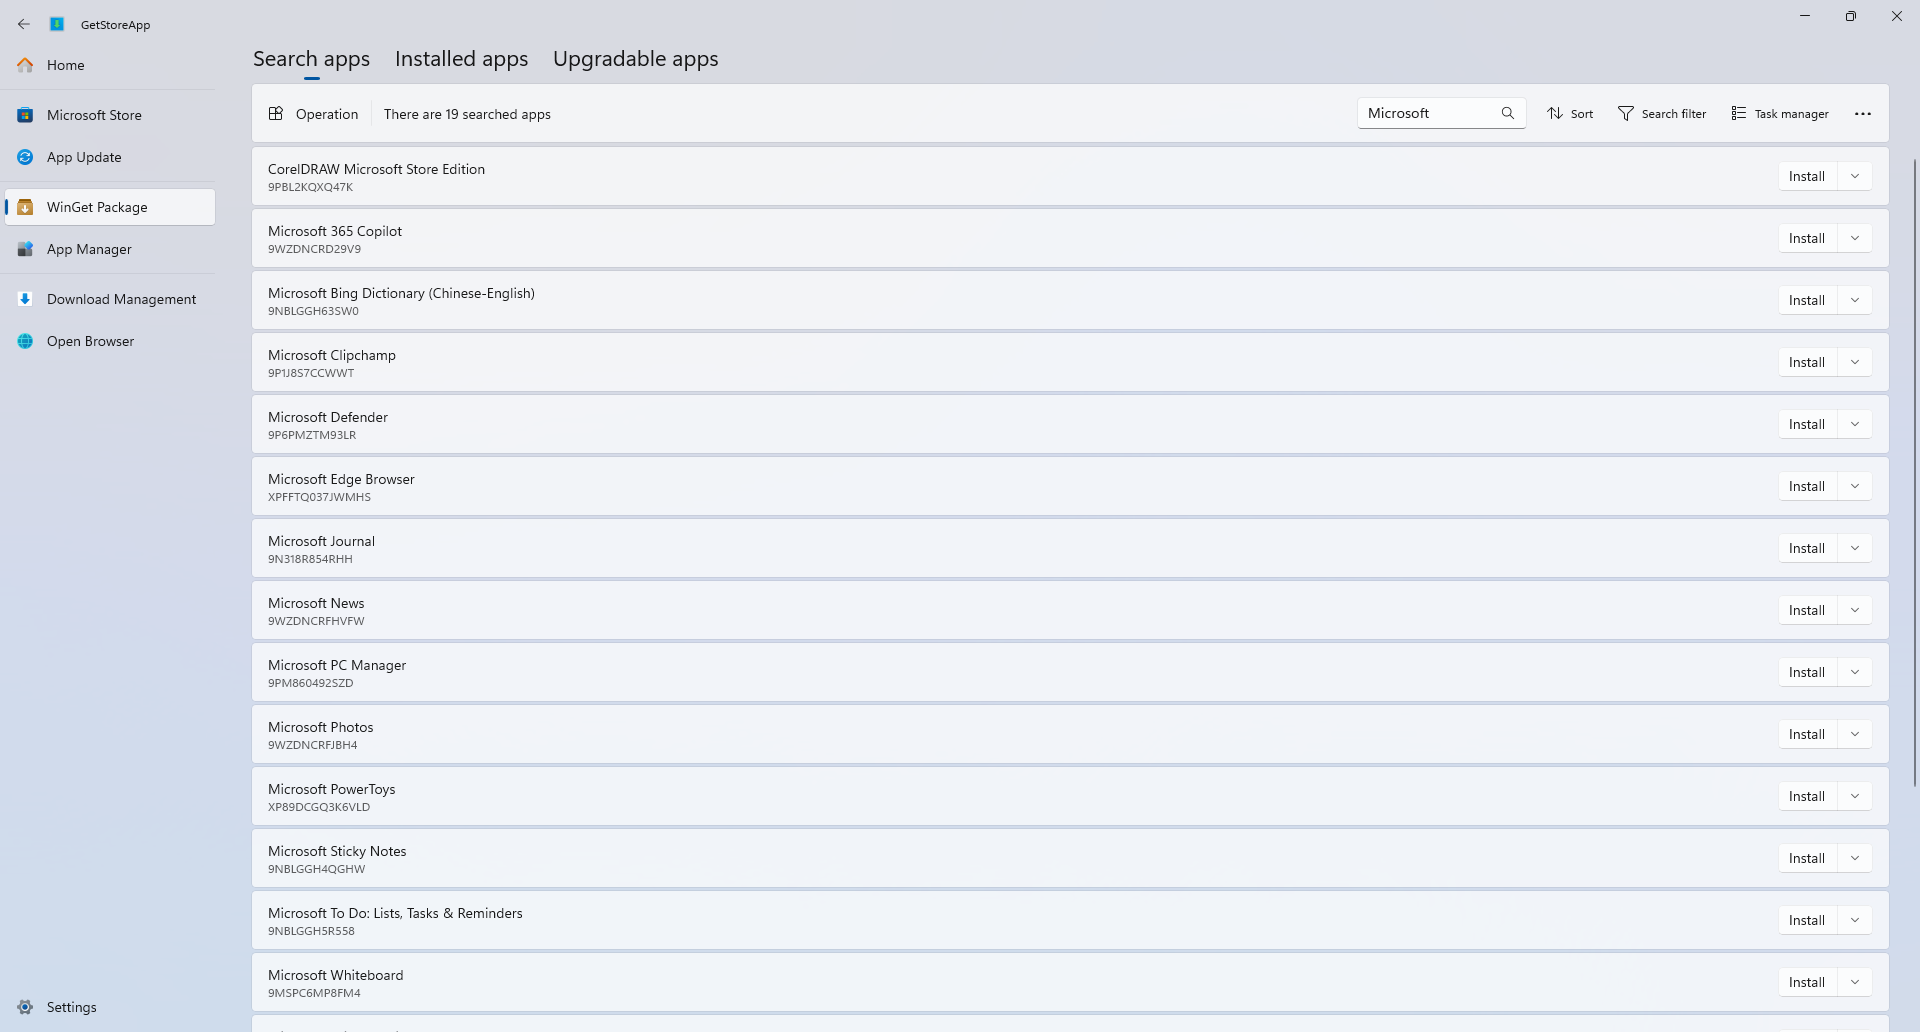 GetStoreApp
Home
Microsoft Store
App Update
WinGet Package
App Manager
Download Management
Open Browser
Settings
Search apps
Installed apps
Upgradable apps
Operation
There are 19 searched apps
Microsoft
Sort
Search filter
Task manager
CorelDRAW Microsoft Store Edition
9PBL2KQXQ47K
Install
Microsoft 365 Copilot
9WZDNCRD29V9
Install
Microsoft Bing Dictionary (Chinese-English)
9NBLGGH63SW0
Install
Microsoft Clipchamp
9P1J8S7CCWWT
Install
Microsoft Defender
9P6PMZTM93LR
Install
Microsoft Edge Browser
XPFFTQ037JWMHS
Install
Microsoft Journal
9N318R854RHH
Install
Microsoft News
9WZDNCRFHVFW
Install
Microsoft PC Manager
9PM860492SZD
Install
Microsoft Photos
9WZDNCRFJBH4
Install
Microsoft PowerToys
XP89DCGQ3K6VLD
Install
Microsoft Sticky Notes
9NBLGGH4QGHW
Install
Microsoft To Do: Lists, Tasks & Reminders
9NBLGGH5R558
Install
Microsoft Whiteboard
9MSPC6MP8FM4
Install